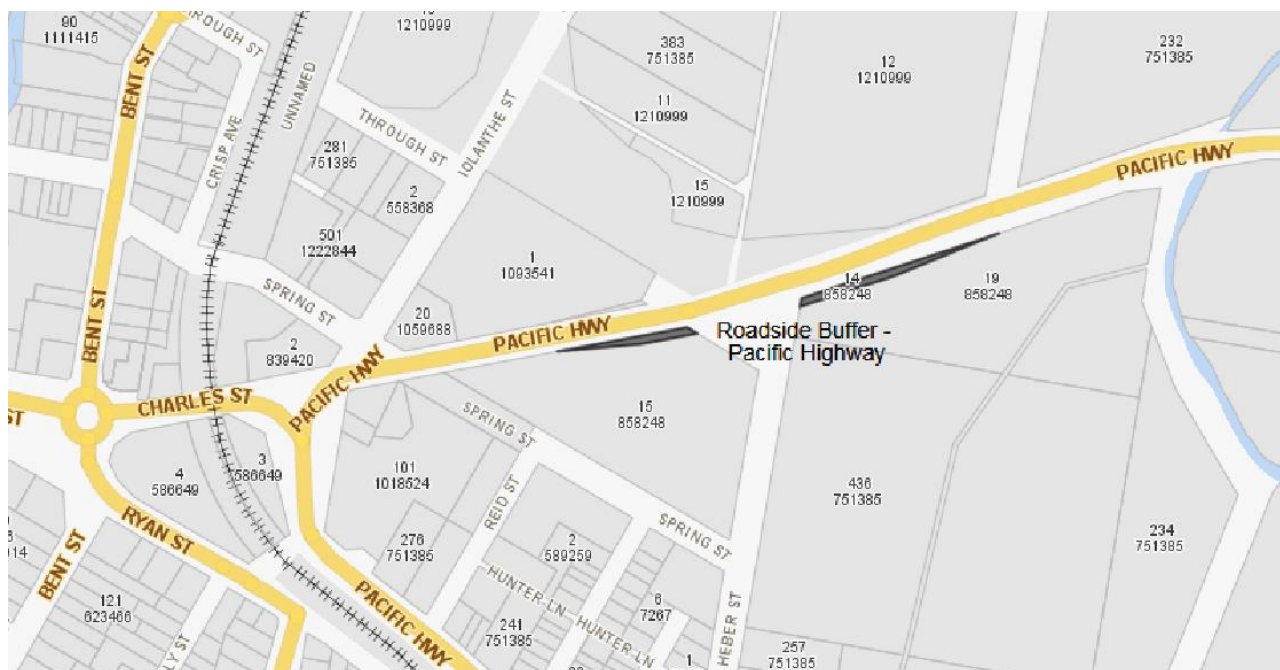 90
1111415
1210999
THROUGH ST
BENT ST
CRISP AVE
UNNAMED
383
751385
11
1210999
12
1210999
232
751385
IOLANTHE ST
THROUGH ST
281
751385
2
558368
15
1210999
PACIFIC HWY
501
1222844
1
1093541
SPRING ST
20
1059688
14
858248
19
858248
BENT ST
2
839420
PACIFIC HWY
PACIFIC HWY
Roadside Buffer -
Pacific Highway
CHARLES ST
ST
SPRING ST
15
858248
4
586649
3
586649
101
1018524
REID ST
436
751385
RYAN ST
BENT ST
276
751385
2
589259
SPRING ST
234
751385
HUNTER LN
HUNTER LN
121
623466
PACIFIC HWY
241
751385
6
7267
HEBER ST
257
751385
1